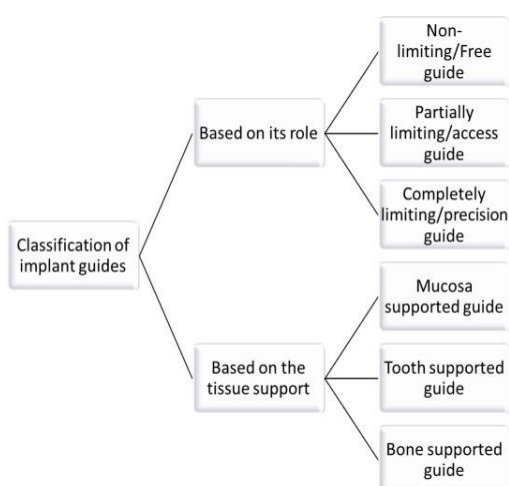 Non-
limiting/Free
guide
Partially
limiting/access
guide
Completely
limiting/precision
guide
Based on its role
Classification of
implant guides
Based on the
tissue support
Mucosa
supported guide
Tooth supported
guide
Bone supported
guide